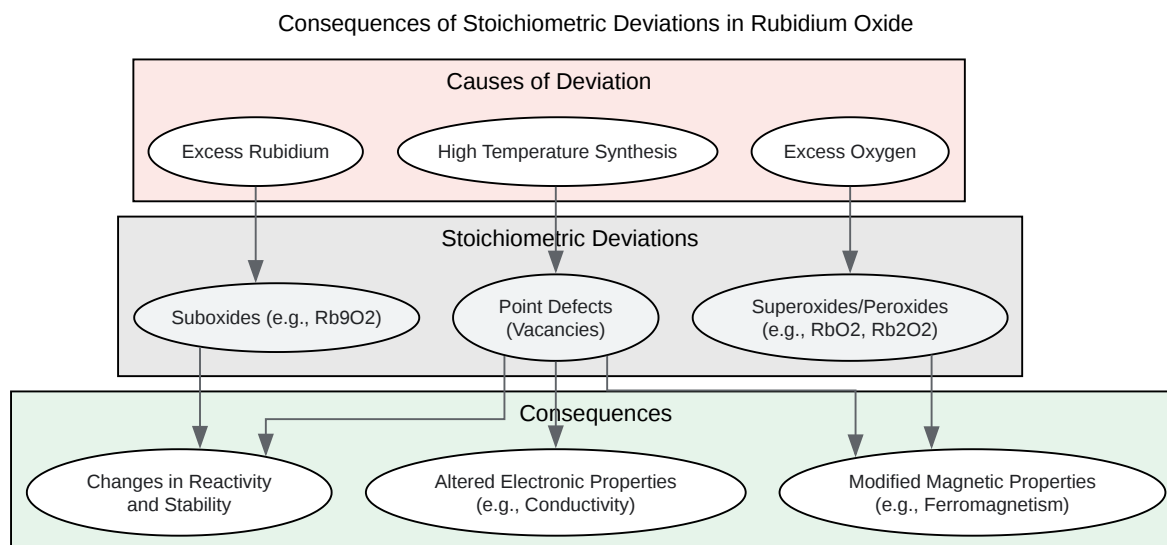 Consequences of Stoichiometric Deviations in Rubidium Oxide
Causes of Deviation
Excess Rubidium
High Temperature Synthesis
Excess Oxygen
Stoichiometric Deviations
Suboxides (e.g., Rb9O2)
Point Defects
(Vacancies)
Superoxides/Peroxides
(e.g., RbO2, Rb2O2)
Consequences
Changes in Reactivity
and Stability
Altered Electronic Properties
(e.g., Conductivity)
Modified Magnetic Properties
(e.g., Ferromagnetism)